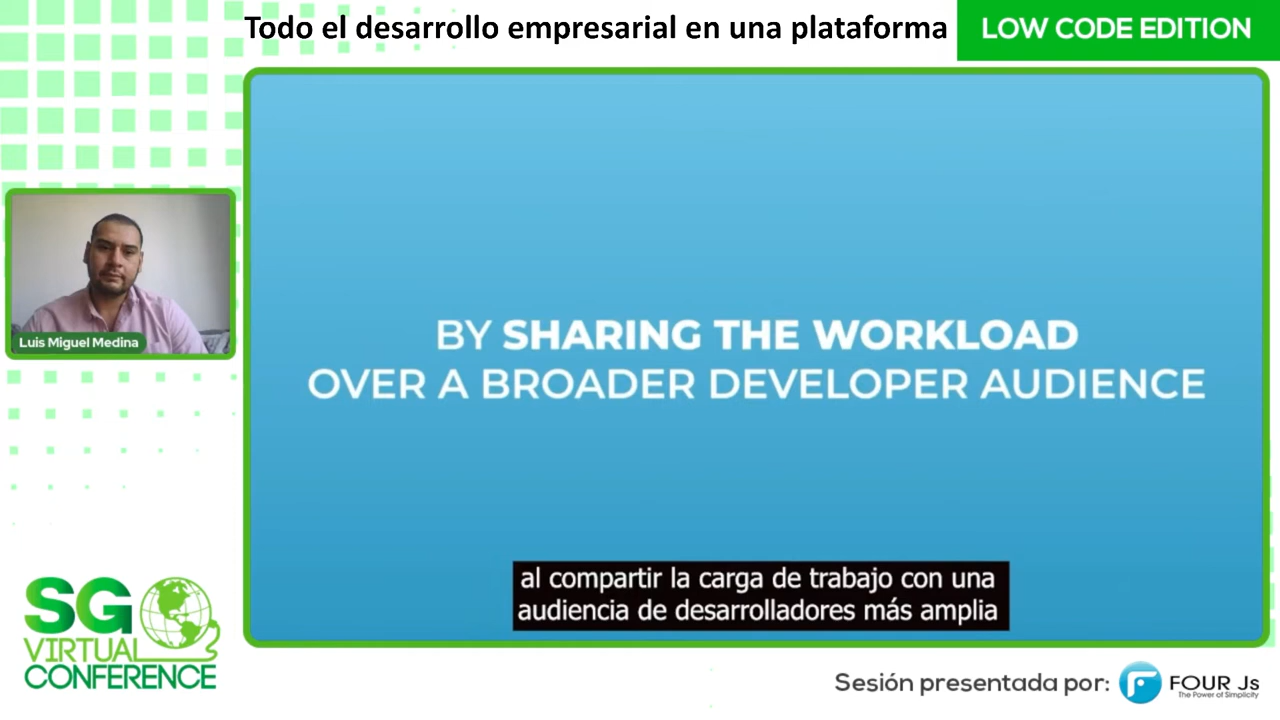 Todo el desarrollo empresarial en una plataforma
LOW CODE EDITION
Luis Miguel Medina
BY SHARING THE WORKLOAD
OVER A BROADER DEVELOPER AUDIENCE
al compartir la carga de trabajo con una
audiencia de desarrolladores más amplia
SG
VIRTUAL
CONFERENCE
Sesión presentada por:
FOUR Js
The Power of Simplicity